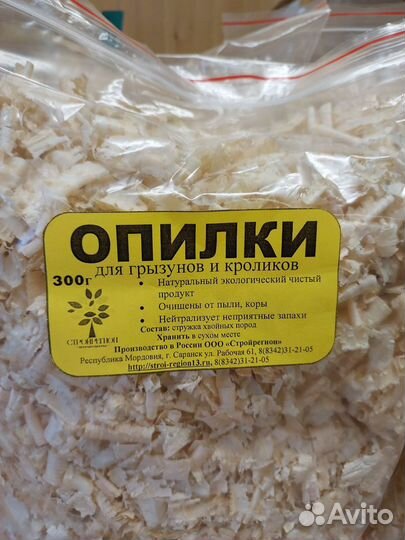 ОПИЛКИ
для грызунов и кроликов
300г
• Натуральный экологический чистый
продукт
• Очищены от пыли, коры
• Нейтрализует неприятные запахи
Состав: стружка хвойных пород
Хранить в сухом месте
СТРОЙРЕГИОН
Производство в России ООО «Стройрегион»
Республика Мордовия, г. Саранск ул. Рабочая 61, 8(8342)31-21-05
http://stroi-region13.ru, 8(8342)31-21-05
Avito